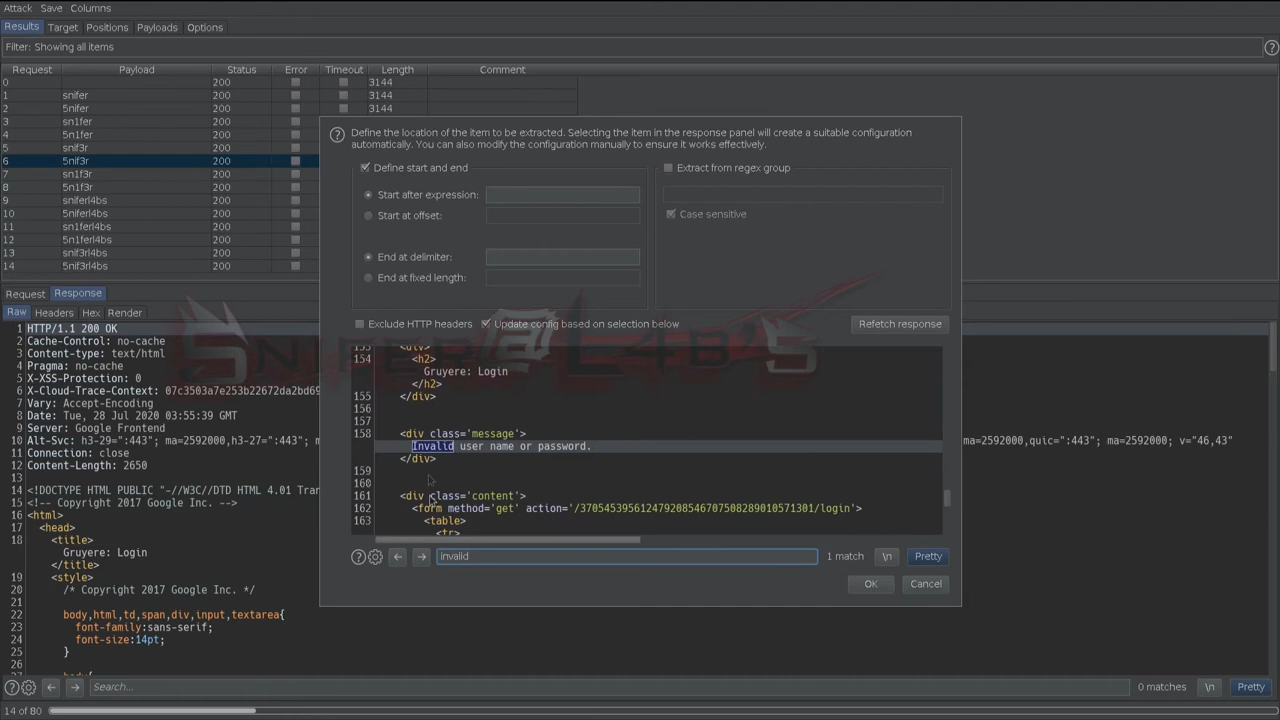 Attack Save Columns
Results Target Positions Payloads Options
Filter: Showing all items
Request Payload Status Error Timeout Length Comment
0 200 3144
1 snifer 200 3144
2 5nifer 200 3144
3 sn1fer 200
4 5n1fer 200
5 snif3r 200
6 5nif3r 200
7 sn1f3r 200
8 5n1f3r 200
9 sniferl4bs 200
10 5niferl4bs 200
11 sn1ferl4bs 200
12 5n1ferl4bs 200
13 snif3rl4bs 200
14 5nif3rl4bs 200
Define the location of the item to be extracted. Selecting the item in the response panel will create a suitable configuration
automatically. You can also modify the configuration manually to ensure it works effectively.
Define start and end
Start after expression:
Start at offset:
End at delimiter:
End at fixed length:
Extract from regex group
Case sensitive
Exclude HTTP headers Update config based on selection below Refetch response
153 <div>
154 <h2>
Gruyere: Login
</h2>
155 </div>
156
157
158 <div class='message'>
Invalid user name or password.
</div>
159
160
161 <div class='content'>
162 <form method='get' action='/370545395612479208546707508289010571301/login'>
163 <table>
<tr>
invalid 1 match \n Pretty
OK Cancel
Request Response
Raw Headers Hex Render
1 HTTP/1.1 200 OK
2 Cache-Control: no-cache
3 Content-type: text/html
4 Pragma: no-cache
5 X-XSS-Protection: 0
6 X-Cloud-Trace-Context: 07c3503a7e253b22672da2bd69
7 Vary: Accept-Encoding
8 Date: Tue, 28 Jul 2020 03:55:39 GMT
9 Server: Google Frontend
10 Alt-Svc: h3-29=":443"; ma=2592000,h3-27=":443"; ma=2592000,quic=":443"; ma=2592000; v="46,43"
11 Connection: close
12 Content-Length: 2650
13
14 <!DOCTYPE HTML PUBLIC "-//W3C//DTD HTML 4.01 Tran
15 <!-- Copyright 2017 Google Inc. -->
16 <html>
17 <head>
18 <title>
Gruyere: Login
</title>
19 <style>
20 /* Copyright 2017 Google Inc. */
21
22 body,html,td,span,div,input,textarea{
23 font-family:sans-serif;
24 font-size:14pt;
25 }
26
Search... 0 matches \n Pretty
14 of 80
SNIFER@L4B'S